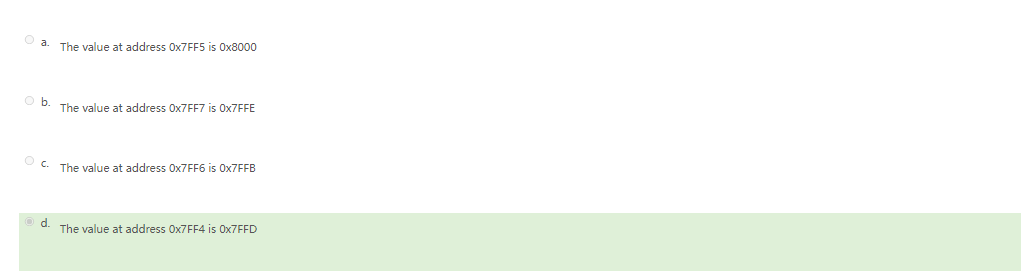 a. The value at address 0x7FF5 is 0x8000
b. The value at address 0x7FF7 is 0x7FFE
c. The value at address 0x7FF6 is 0x7FFB
d. The value at address 0x7FF4 is 0x7FFD